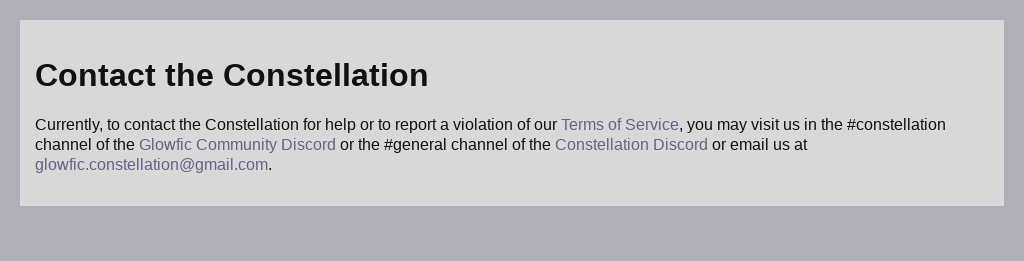 Contact the Constellation
Currently, to contact the Constellation for help or to report a violation of our Terms of Service, you may visit us in the #constellation
channel of the Glowfic Community Discord or the #general channel of the Constellation Discord or email us at
glowfic.constellation@gmail.com.